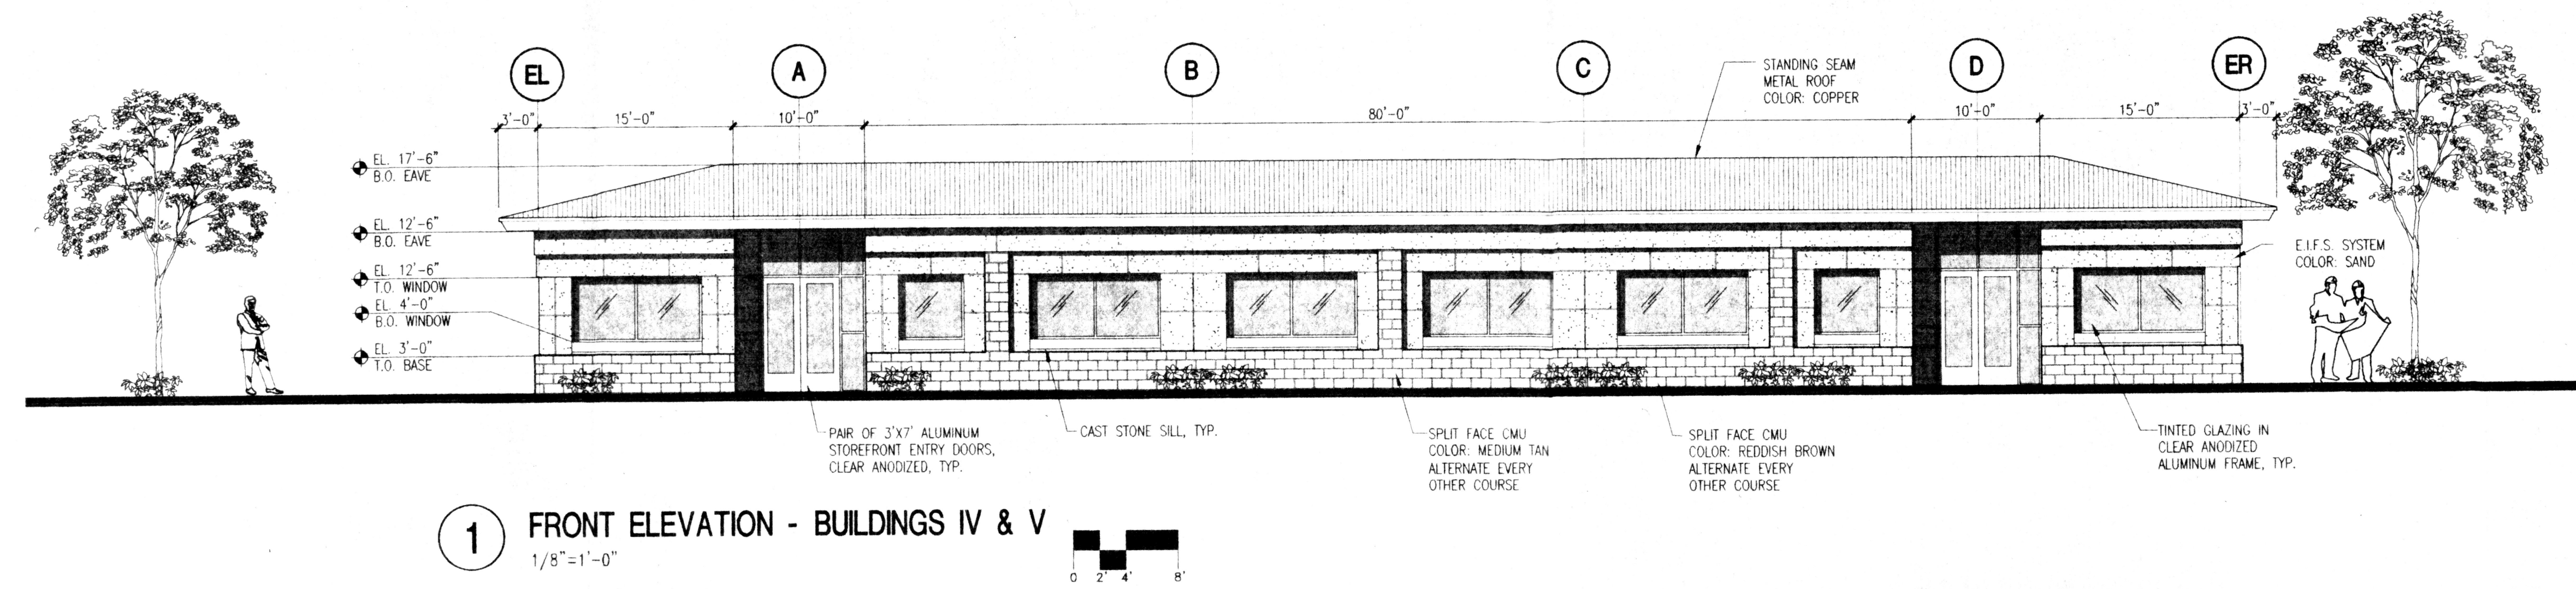 EL
A
B
C
D
ER
STANDING SEAM
METAL ROOF
COLOR: COPPER
3'-0"
15'-0"
10'-0"
80'-0"
10'-0"
15'-0"
3'-0"
EL. 17'-6"
B.O. EAVE
EL. 12'-6"
B.O. EAVE
EL. 12'-6"
T.O. WINDOW
EL. 4'-0"
B.O. WINDOW
EL. 3'-0"
T.O. BASE
E.I.F.S. SYSTEM
COLOR: SAND
PAIR OF 3'X7' ALUMINUM
STOREFRONT ENTRY DOORS,
CLEAR ANODIZED, TYP.
CAST STONE SILL, TYP.
SPLIT FACE CMU
COLOR: MEDIUM TAN
ALTERNATE EVERY
OTHER COURSE
SPLIT FACE CMU
COLOR: REDDISH BROWN
ALTERNATE EVERY
OTHER COURSE
TINTED GLAZING IN
CLEAR ANODIZED
ALUMINUM FRAME, TYP.
1
FRONT ELEVATION - BUILDINGS IV & V
1/8"=1'-0"
0 2' 4' 8'